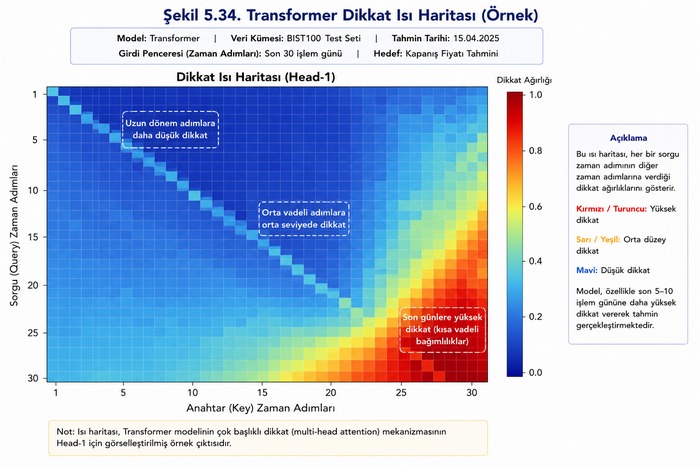 Şekil 5.34. Transformer Dikkat Isı Haritası (Örnek)
Model: Transformer | Veri Kümesi: BIST100 Test Seti | Tahmin Tarihi: 15.04.2025
Girdi Penceresi (Zaman Adımları): Son 30 işlem günü | Hedef: Kapanış Fiyatı Tahmini
Dikkat Isı Haritası (Head-1)
Sorgu (Query) Zaman Adımları
1
5
10
15
20
25
30
Uzun dönem adımlara
daha düşük dikkat
Orta vadeli adımlara
orta seviyede dikkat
Son günlere yüksek
dikkat (kısa vadeli
bağımlılıklar)
1 5 10 15 20 25 30
Anahtar (Key) Zaman Adımları
Dikkat Ağırlığı
1.0
0.8
0.6
0.4
0.2
0.0
Açıklama
Bu ısı haritası, her bir sorgu
zaman adımının diğer
zaman adımlarına verdiği
dikkat ağırlıklarını gösterir.
Kırmızı / Turuncu: Yüksek
dikkat
Sarı / Yeşil: Orta düzey
dikkat
Mavi: Düşük dikkat
Model, özellikle son 5–10
işlem gününe daha yüksek
dikkat vererek tahmin
gerçekleştirmektedir.
Not: Isı haritası, Transformer modelinin çok başlıklı dikkat (multi-head attention) mekanizmasının
Head-1 için görselleştirilmiş örnek çıktısıdır.